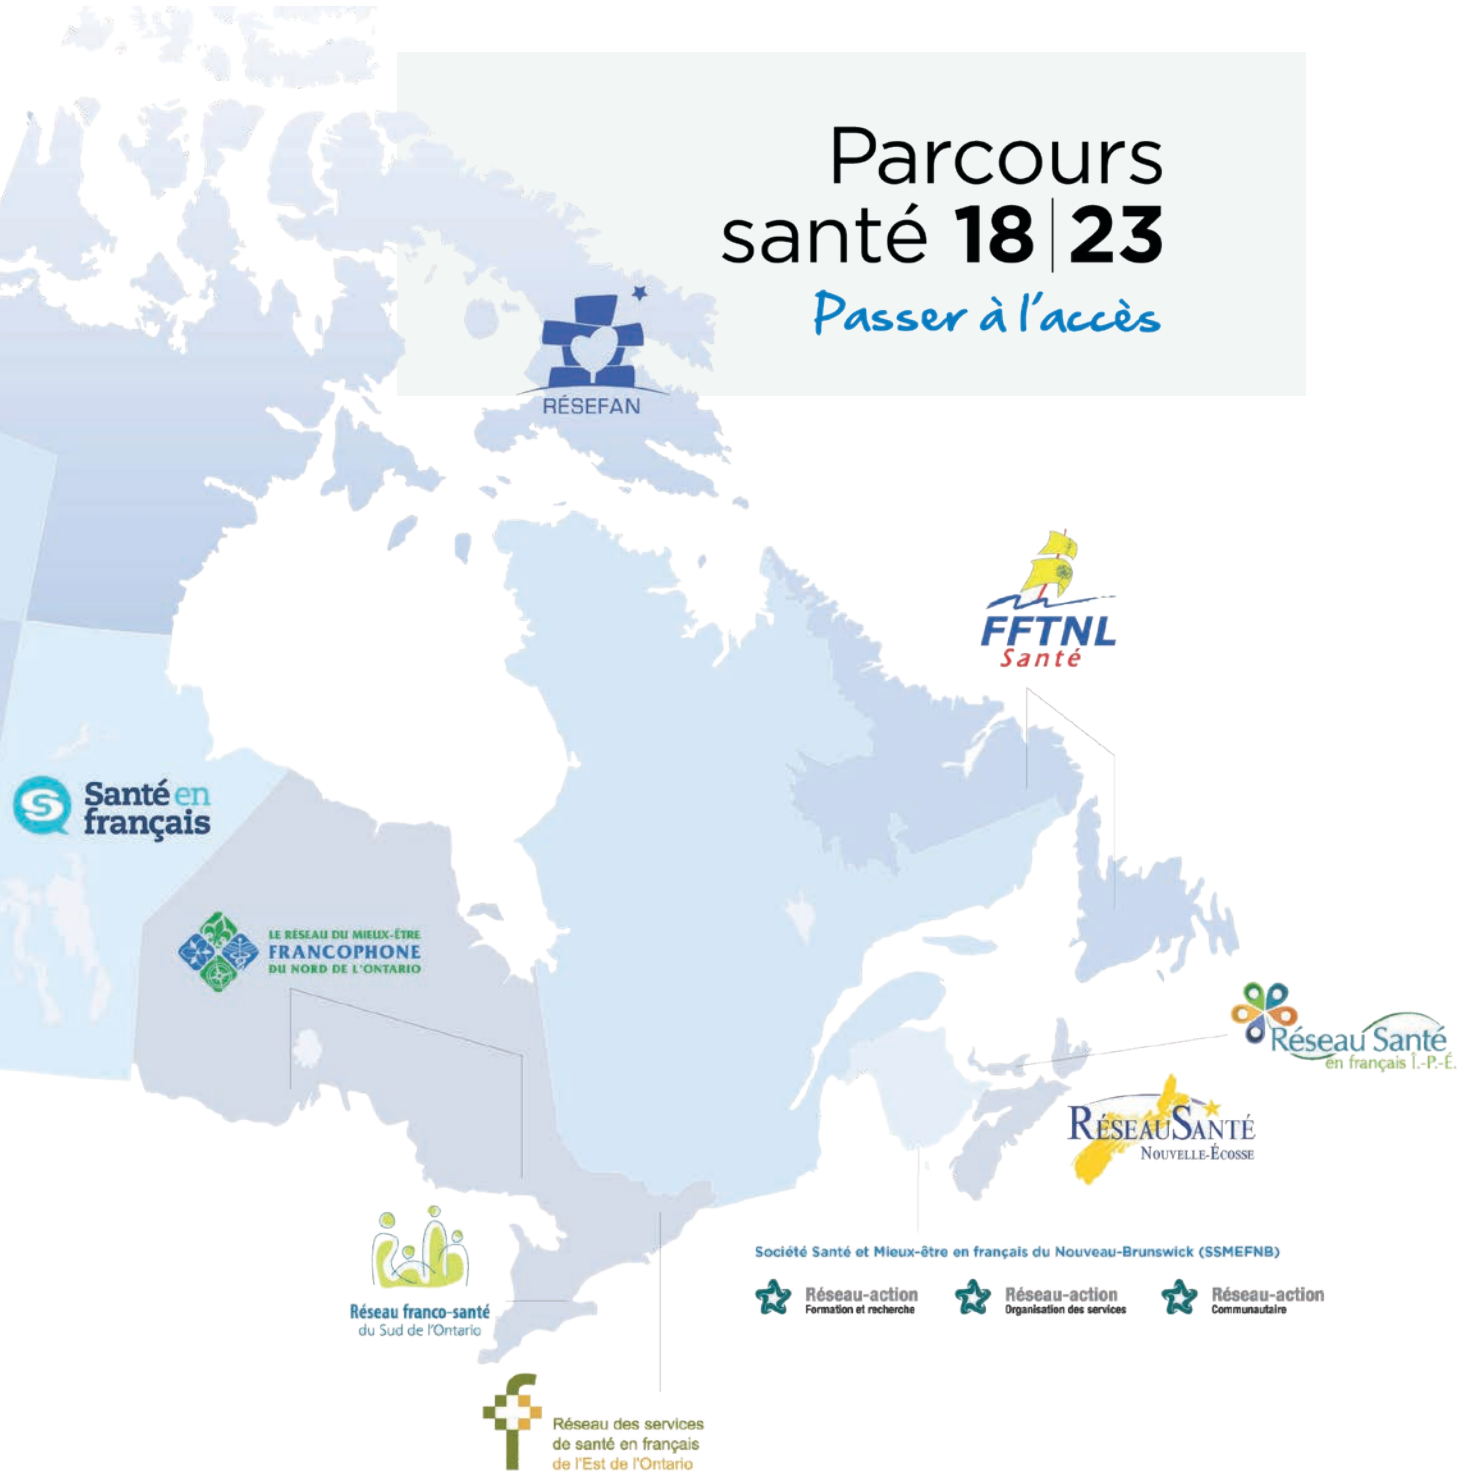 Parcours
santé 18|23
Passer à l'accès
RÉSEFAN
FFTNL
Santé
Santé en
français
LE RÉSEAU DU MIEUX-ÊTRE
FRANCOPHONE
DU NORD DE L'ONTARIO
Réseau Santé
en français Î.-P.-É.
RÉSEAU SANTÉ
NOUVELLE-ÉCOSSE
Réseau franco-santé
du Sud de l'Ontario
Société Santé et Mieux-être en français du Nouveau-Brunswick (SSMEFNB)
Réseau-action
Formation et recherche
Réseau-action
Organisation des services
Réseau-action
Communautaire
Réseau des services
de santé en français
de l'Est de l'Ontario